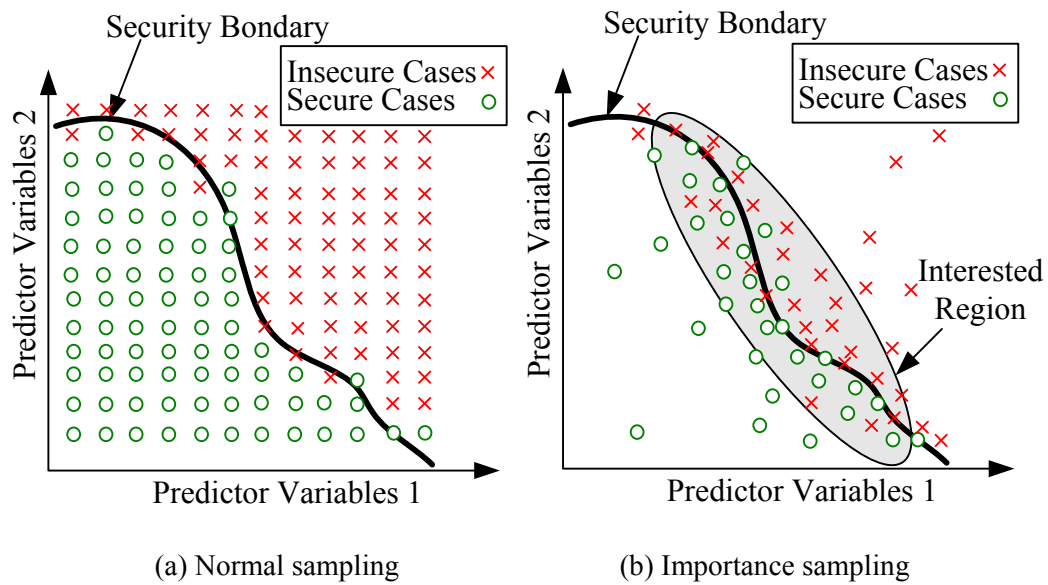 Security Bondary
Insecure Cases
Secure Cases
Predictor Variables 2
Predictor Variables 1
(a) Normal sampling
Security Bondary
Insecure Cases
Secure Cases
Interested
Region
Predictor Variables 2
Predictor Variables 1
(b) Importance sampling